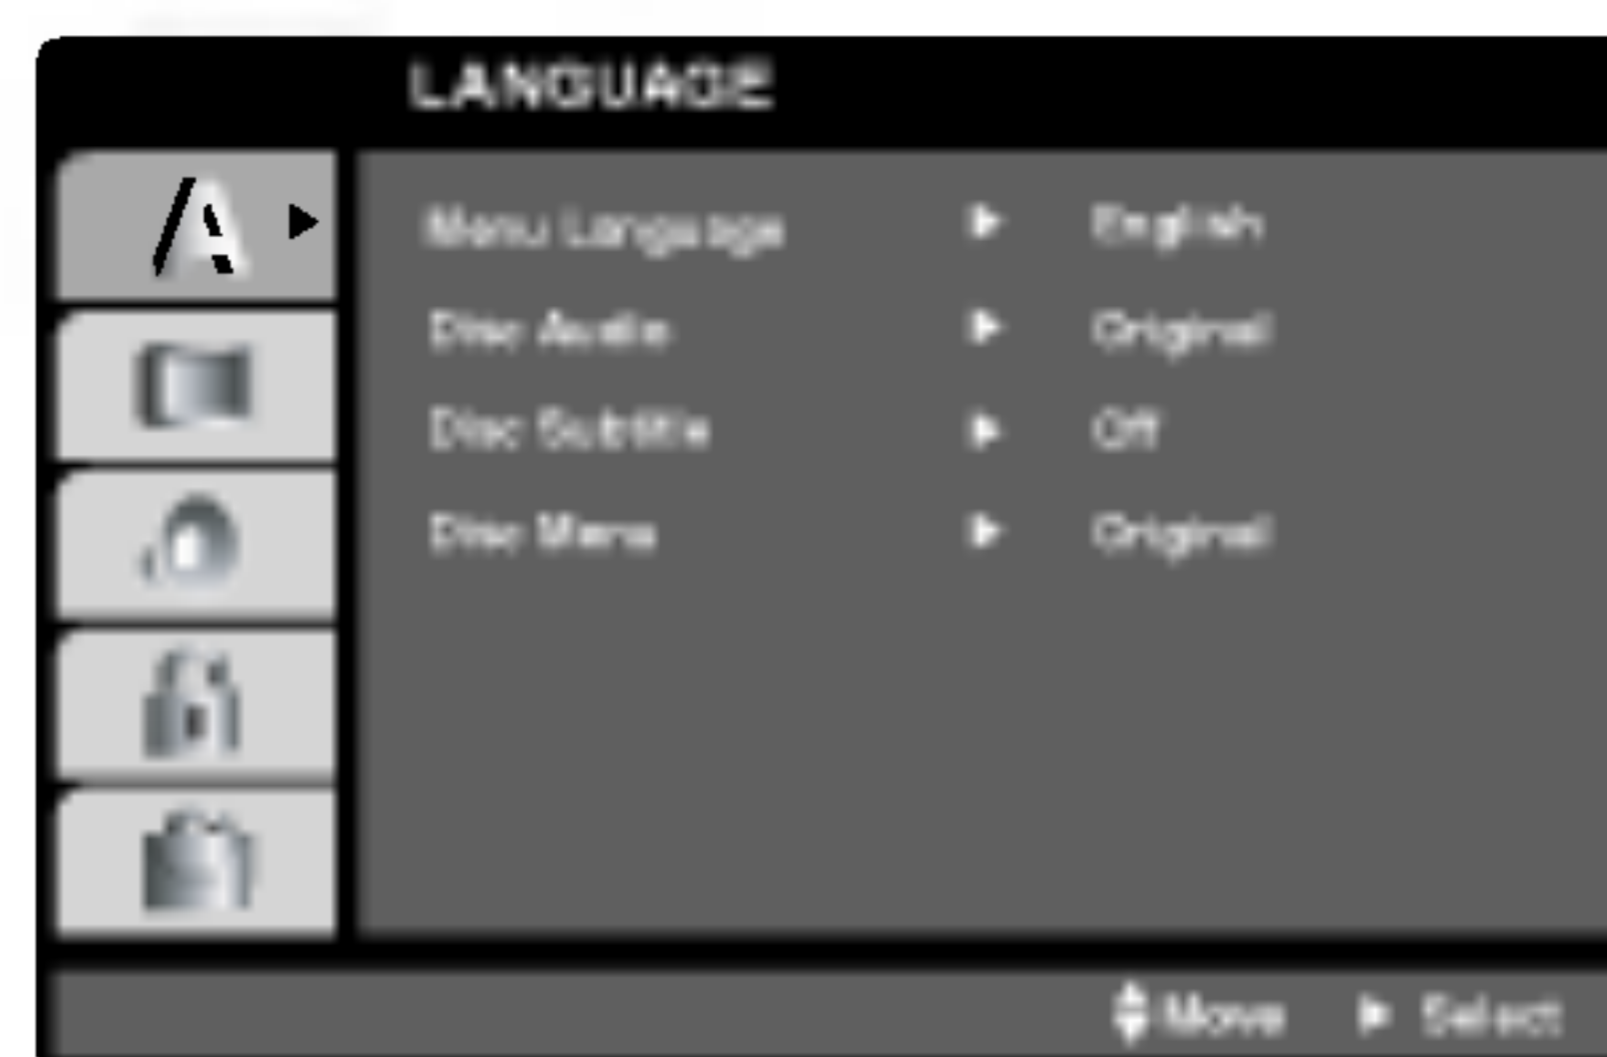 LANGUAGE
Menu Language ► English
Disc Audio ► Original
Disc Subtitle ► Off
Disc Menu ► Original
Move ► Select